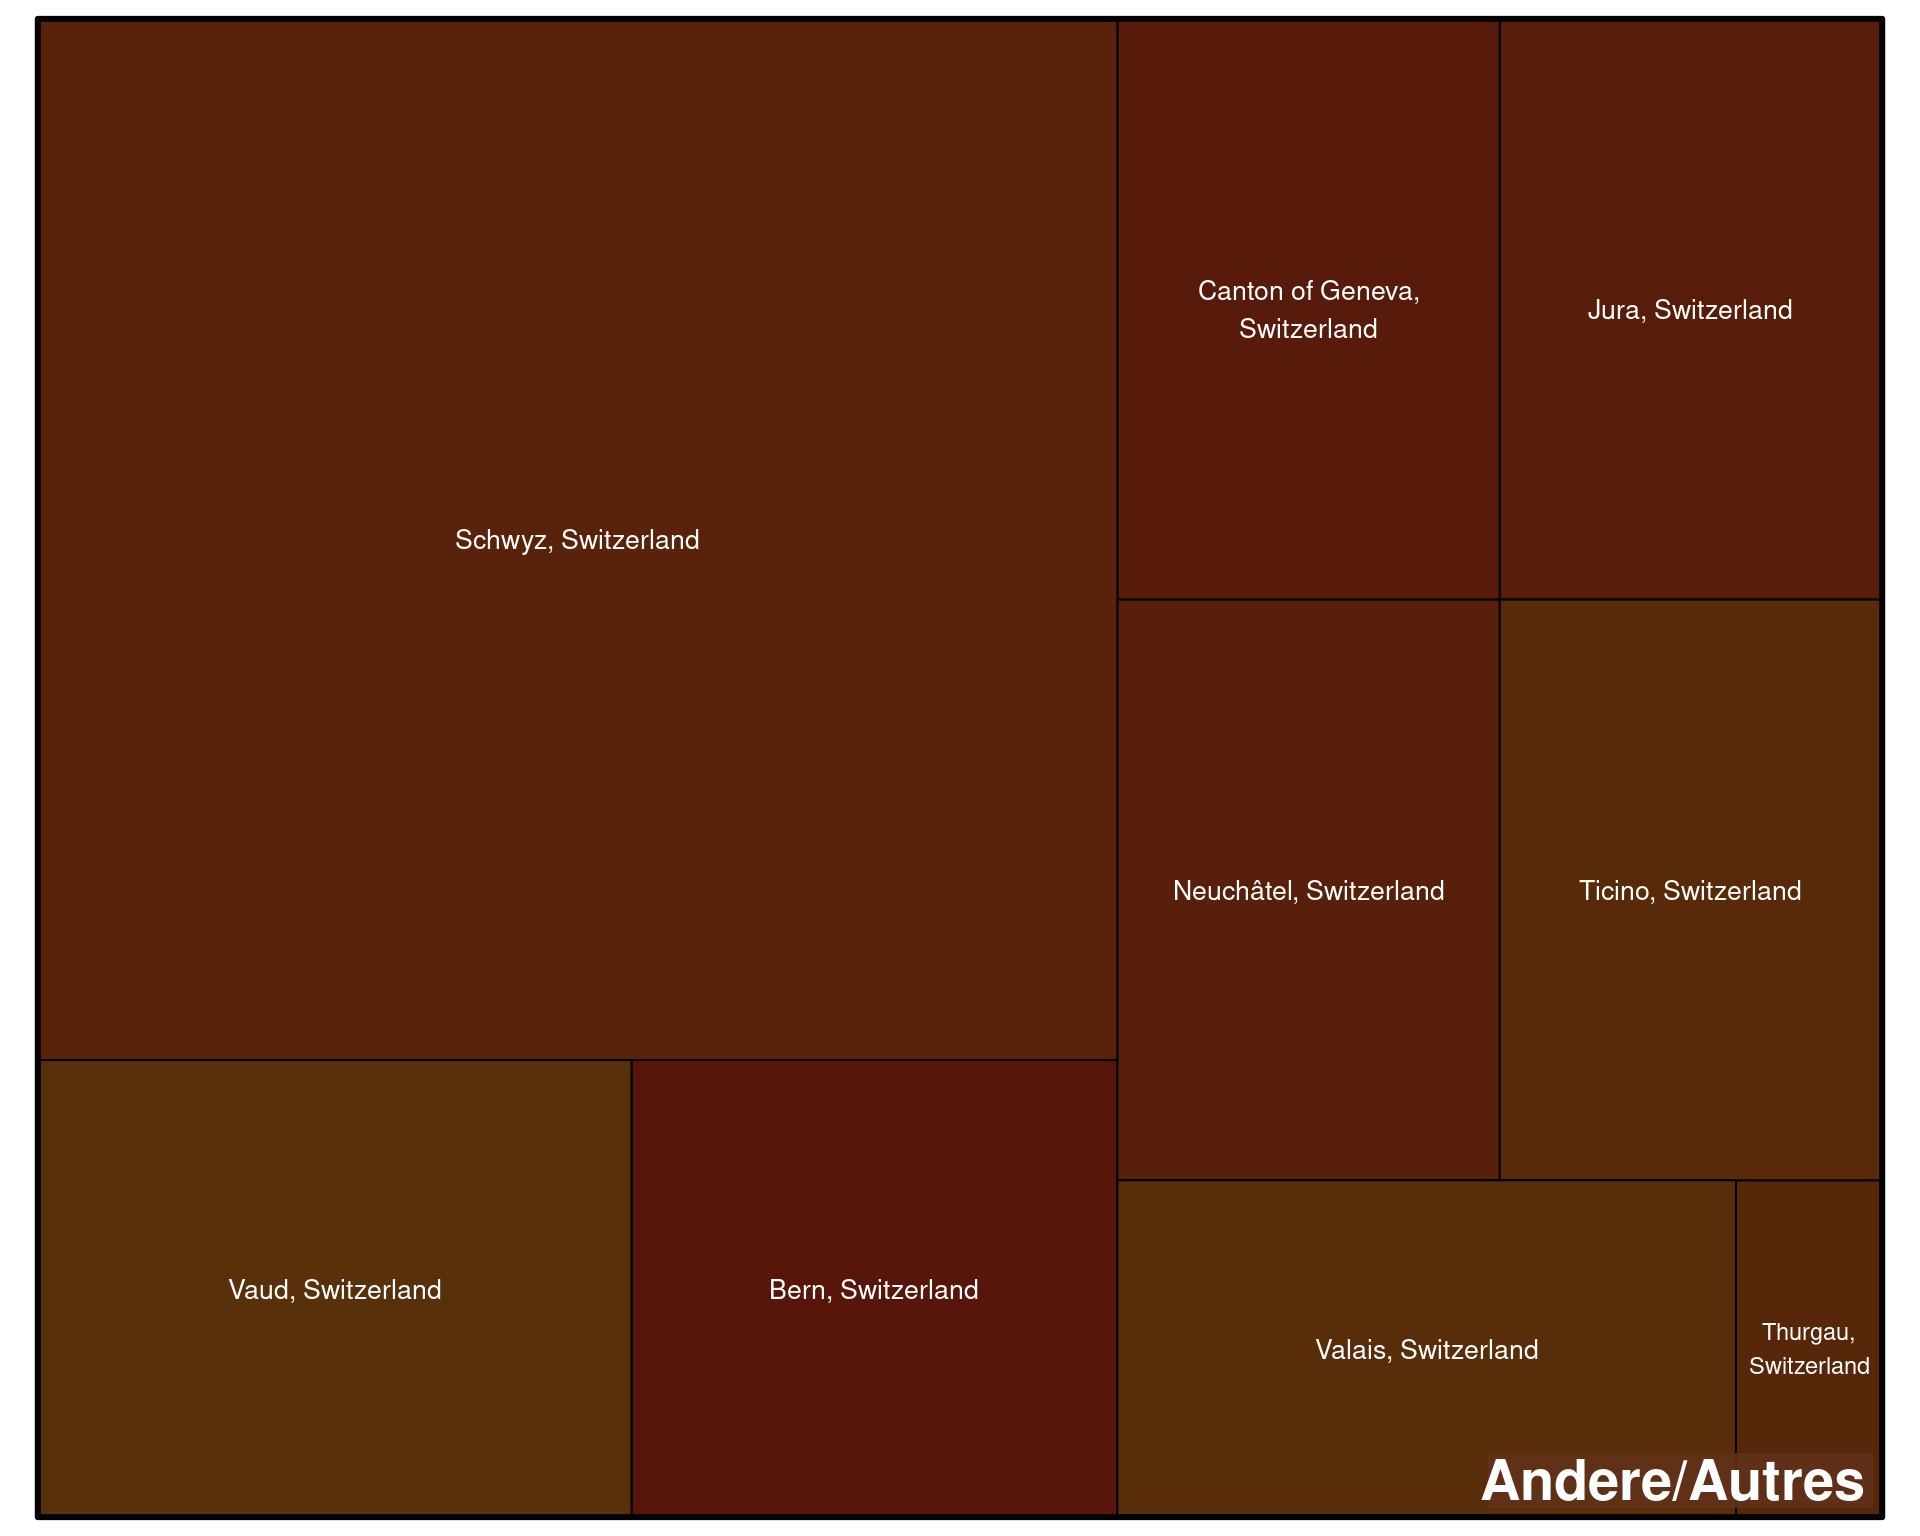 Schwyz, Switzerland
Canton of Geneva,
Switzerland
Jura, Switzerland
Neuchâtel, Switzerland
Ticino, Switzerland
Vaud, Switzerland
Bern, Switzerland
Valais, Switzerland
Thurgau,
Switzerland
Andere/Autres